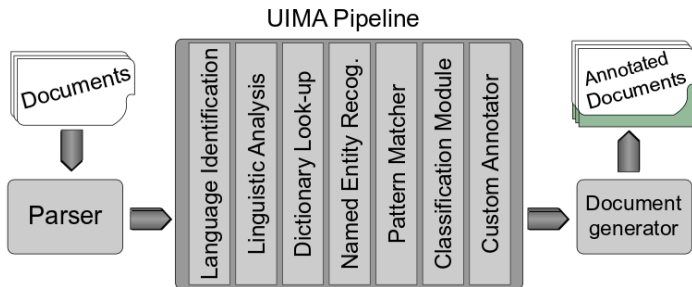 UIMA Pipeline
Documents
Parser
Language Identification
Linguistic Analysis
Dictionary Look-up
Named Entity Recog.
Pattern Matcher
Classification Module
Custom Annotator
Annotated
Documents
Document
generator